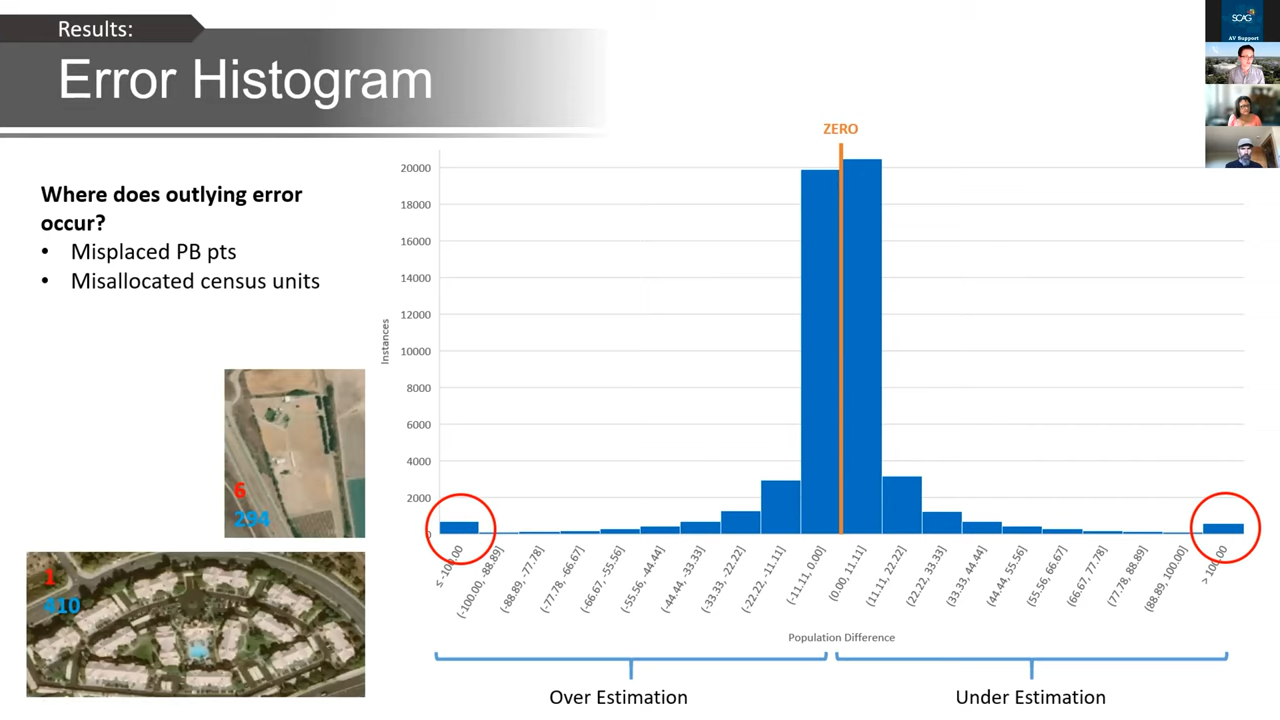 Results:
Error Histogram
SCAG
AV Support
Where does outlying error
occur?
• Misplaced PB pts
• Misallocated census units
6
294
1
410
ZERO
20000
18000
16000
14000
12000
10000
8000
6000
4000
2000
0
Instances
≤ -100.00
(-100.00, -88.89]
(-88.89, -77.78]
(-77.78, -66.67]
(-66.67, -55.56]
(-55.56, -44.44]
(-44.44, -33.33]
(-33.33, -22.22]
(-22.22, -11.11]
(-11.11, 0.00]
(0.00, 11.11]
(11.11, 22.22]
(22.22, 33.33]
(33.33, 44.44]
(44.44, 55.56]
(55.56, 66.67]
(66.67, 77.78]
(77.78, 88.89]
(88.89, 100.00]
> 100.00
Population Difference
Over Estimation
Under Estimation